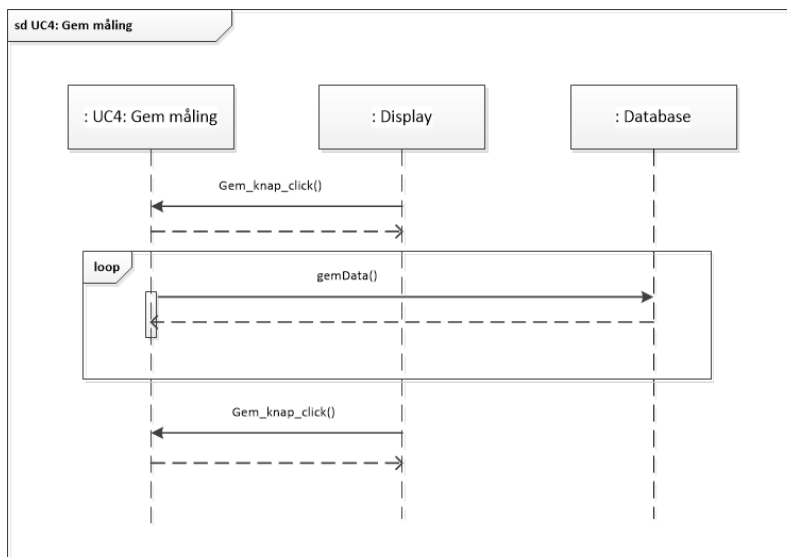 sd UC4: Gem måling
: UC4: Gem måling
: Display
: Database
Gem_knap_click()
loop
gemData()
Gem_knap_click()